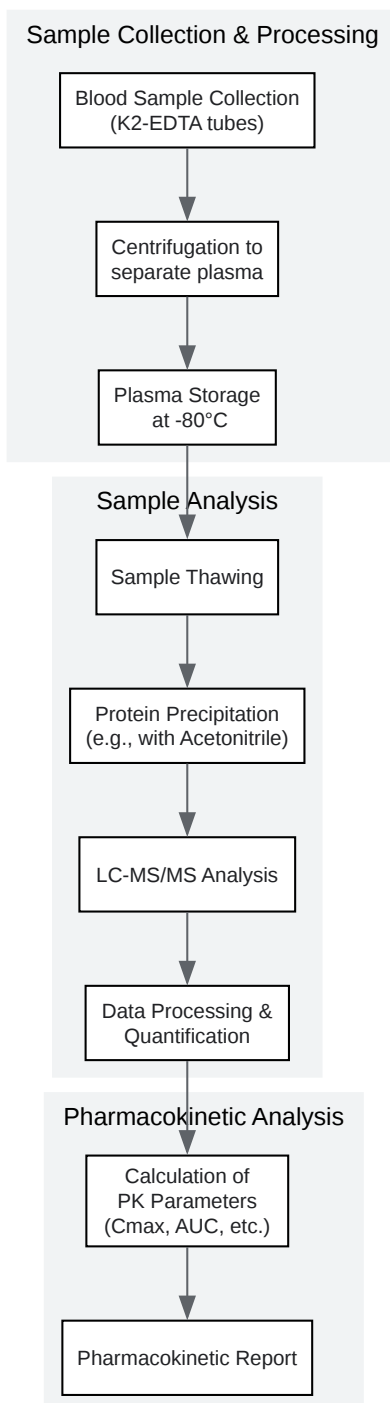 Sample Collection & Processing
Blood Sample Collection
(K2-EDTA tubes)
Centrifugation to
separate plasma
Plasma Storage
at -80°C
Sample Analysis
Sample Thawing
Protein Precipitation
(e.g., with Acetonitrile)
LC-MS/MS Analysis
Data Processing &
Quantification
Pharmacokinetic Analysis
Calculation of
PK Parameters
(Cmax, AUC, etc.)
Pharmacokinetic Report